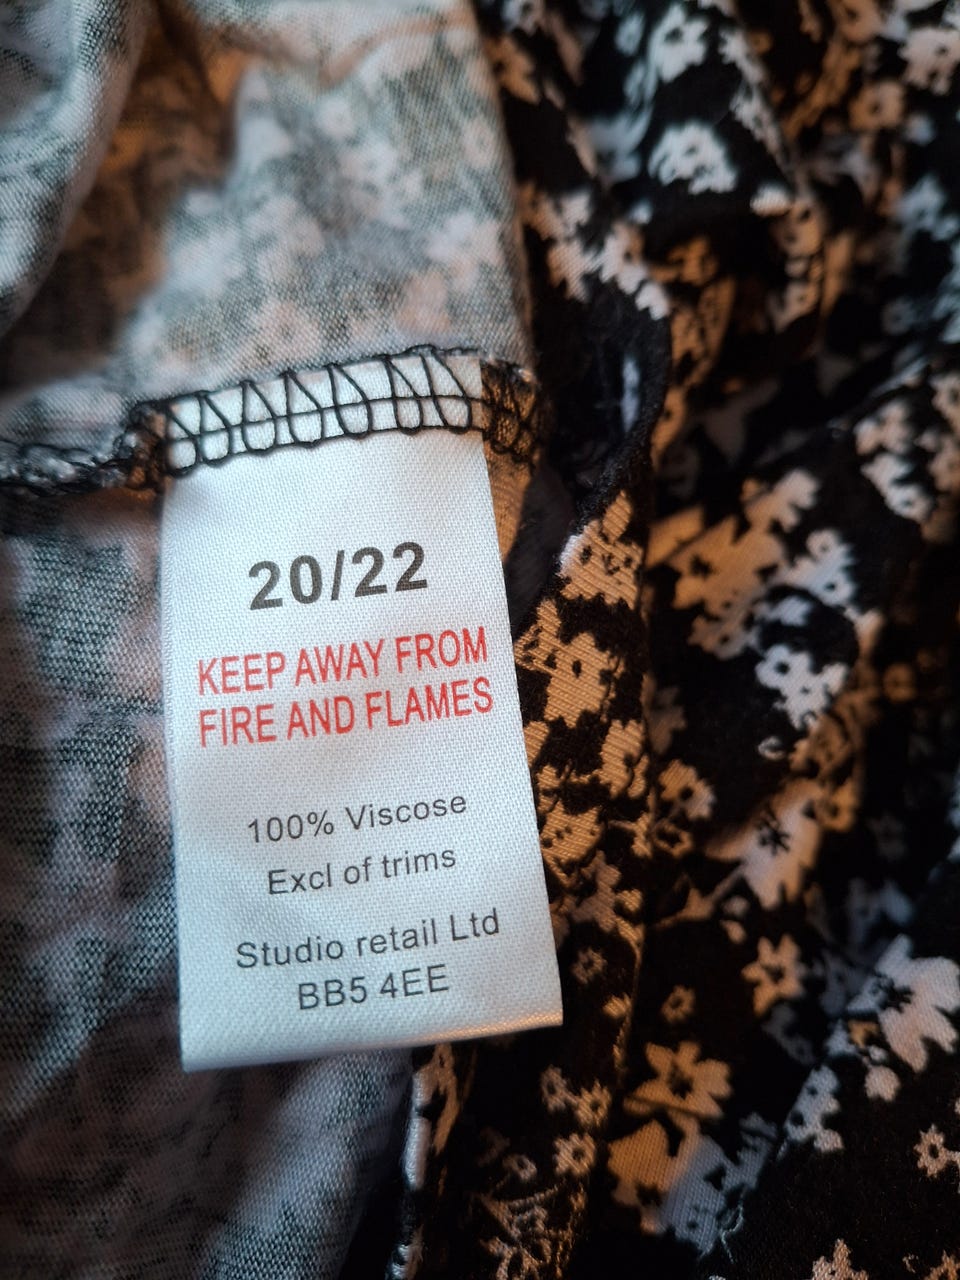 20/22
KEEP AWAY FROM
FIRE AND FLAMES
100% Viscose
Excl of trims
Studio retail Ltd
BB5 4EE